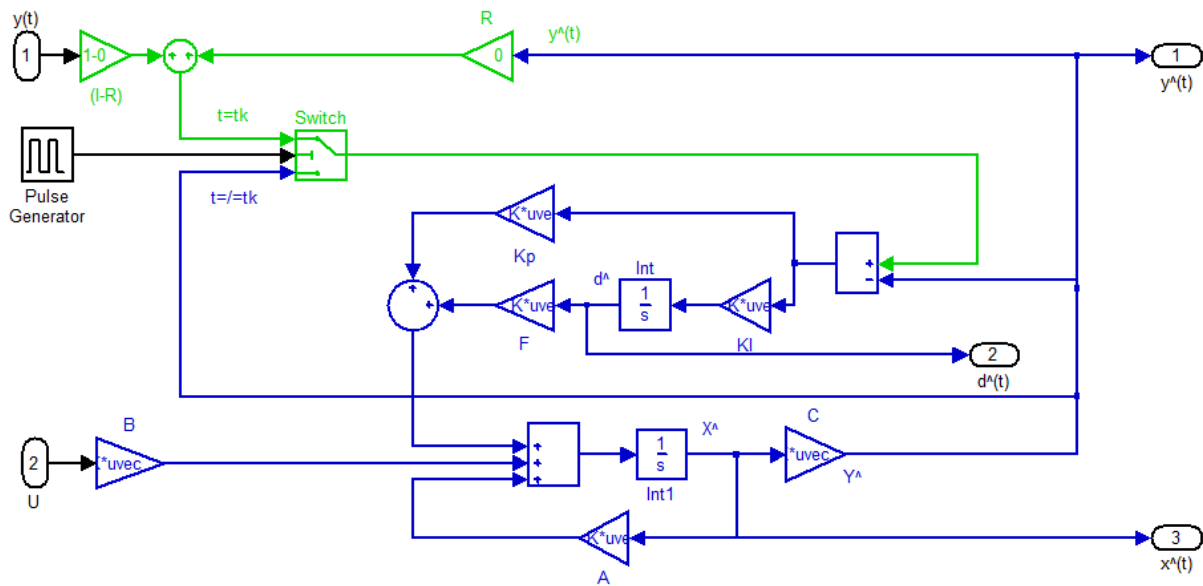 y(t)
R
1
1-0
+ +
0
y^(t)
1
y^(t)
(I-R)
t=tk
Switch
Pulse
Generator
t=/=tk
K*uve
Kp
+
-
d^
Int
+
+
K*uve
1
s
K*uve
F
KI
2
d^(t)
B
C
2
U
*uvec
+
+
+
1
s
X^
*uvec
Int1
Y^
K*uve
A
3
x^(t)